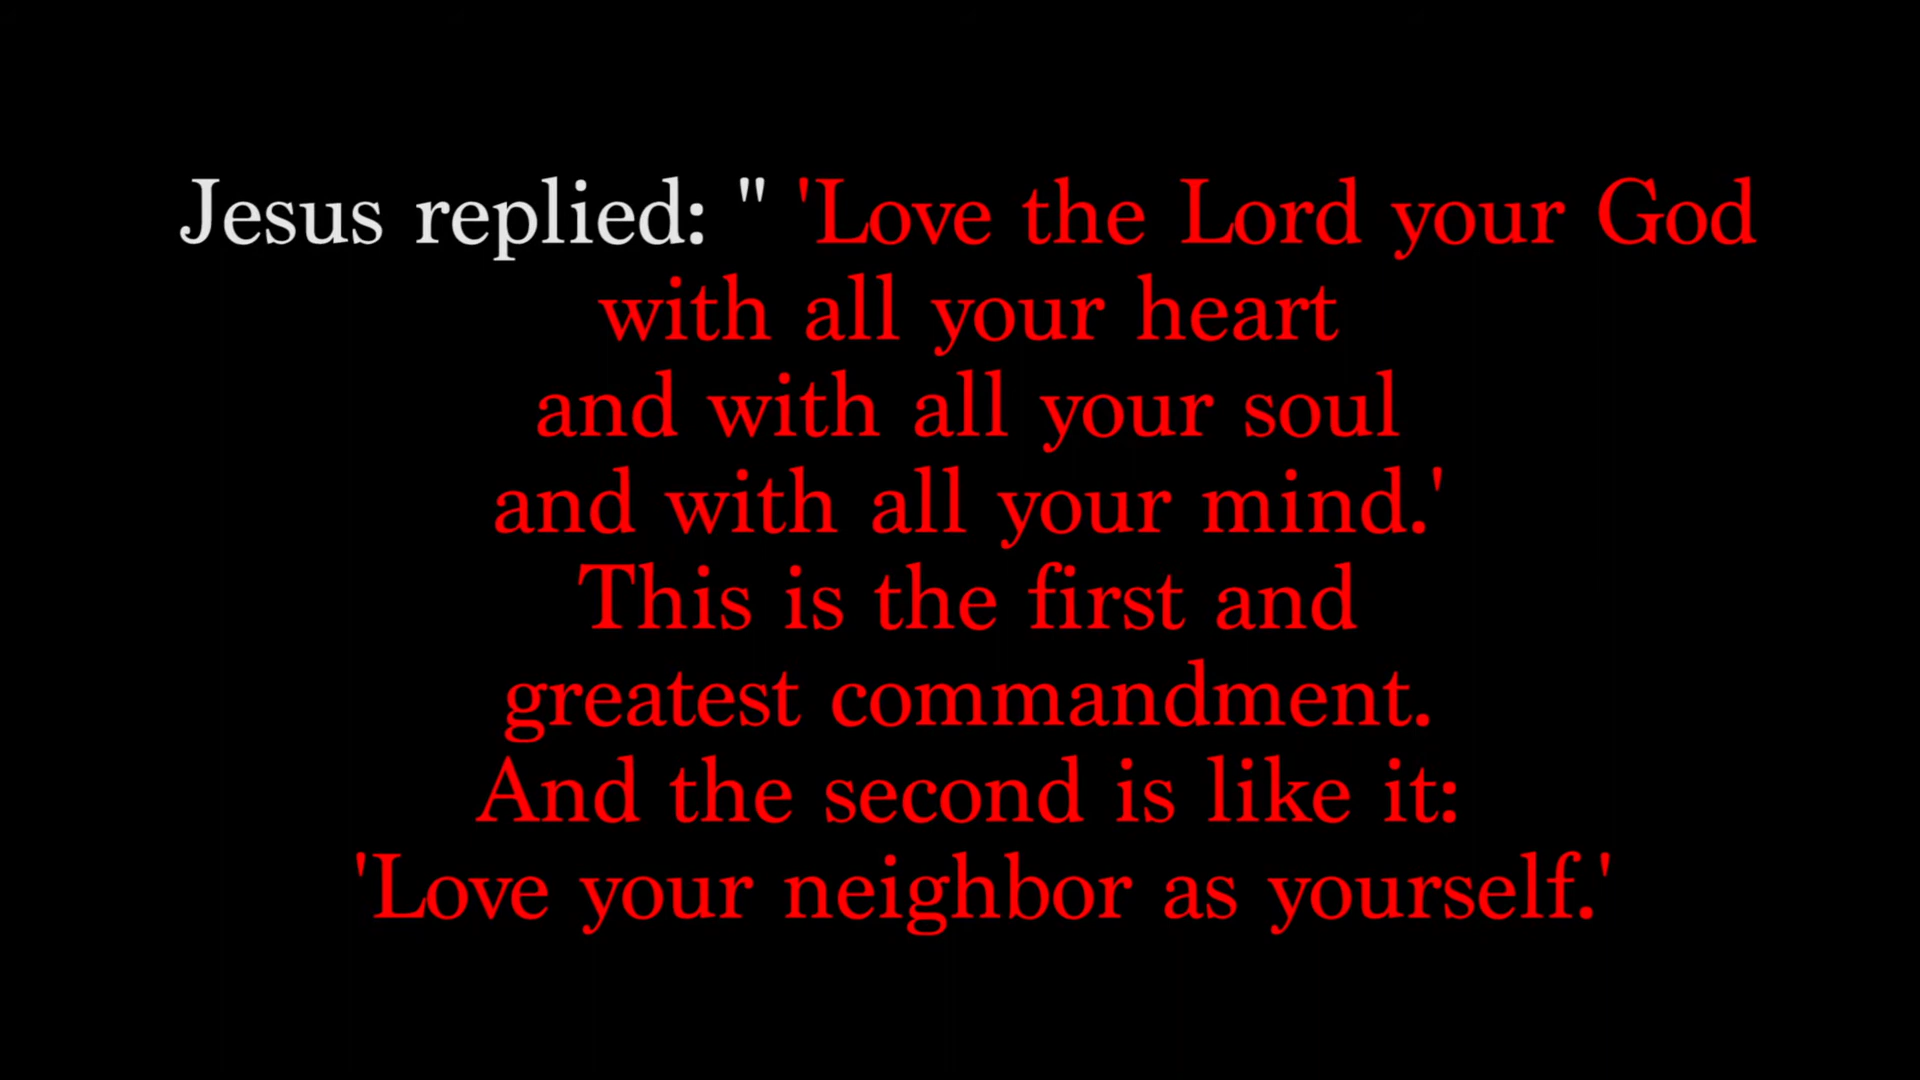 Jesus replied: " 'Love the Lord your God
with all your heart
and with all your soul
and with all your mind.'
This is the first and
greatest commandment.
And the second is like it:
'Love your neighbor as yourself.'